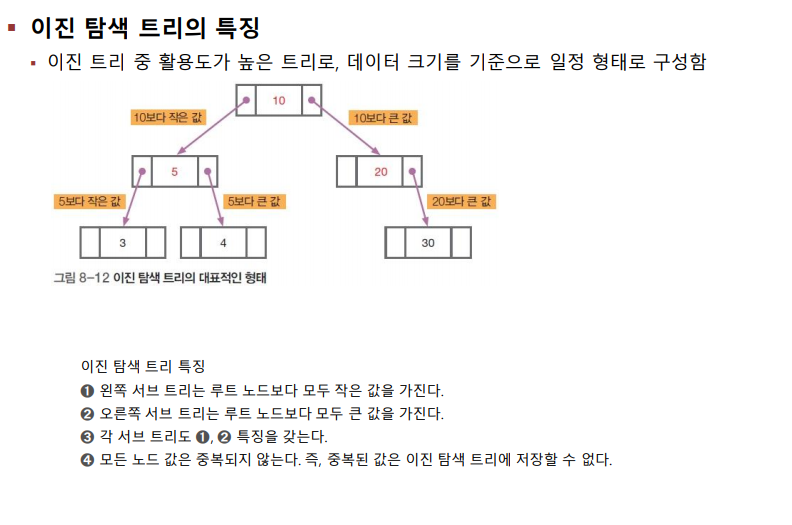 이진 탐색 트리의 특징
이진 트리 중 활용도가 높은 트리로, 데이터 크기를 기준으로 일정 형태로 구성함
10
10보다 작은 값
10보다 큰 값
5
20
5보다 작은 값
5보다 큰 값
20보다 큰 값
3
4
30
그림 8-12 이진 탐색 트리의 대표적인 형태
이진 탐색 트리 특징
❶ 왼쪽 서브 트리는 루트 노드보다 모두 작은 값을 가진다.
❷ 오른쪽 서브 트리는 루트 노드보다 모두 큰 값을 가진다.
❸ 각 서브 트리도 ❶, ❷ 특징을 갖는다.
❹ 모든 노드 값은 중복되지 않는다. 즉, 중복된 값은 이진 탐색 트리에 저장할 수 없다.